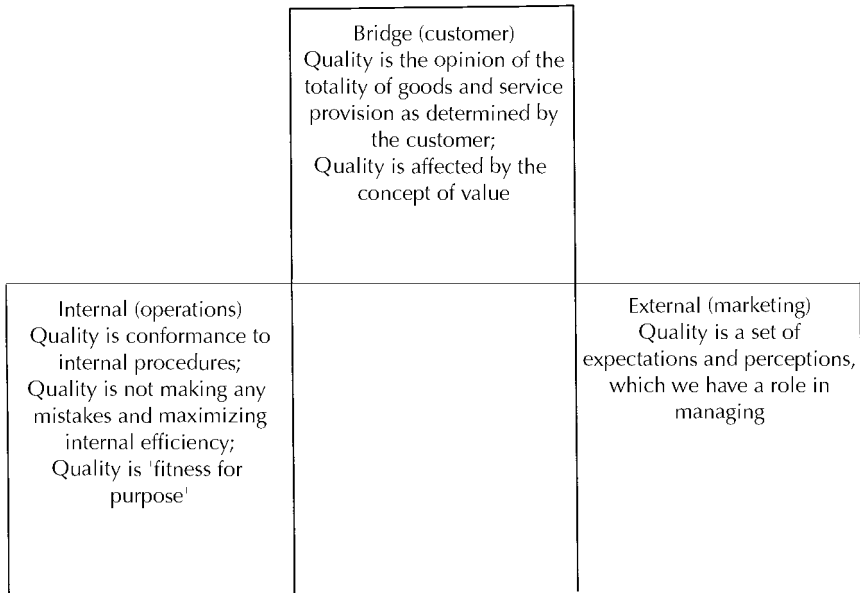 Bridge (customer)
Quality is the opinion of the
totality of goods and service
provision as determined by
the customer;
Quality is affected by the
concept of value
Internal (operations)
Quality is conformance to
internal procedures;
Quality is not making any
mistakes and maximizing
internal efficiency;
Quality is 'fitness for
purpose'
External (marketing)
Quality is a set of
expectations and perceptions,
which we have a role in
managing